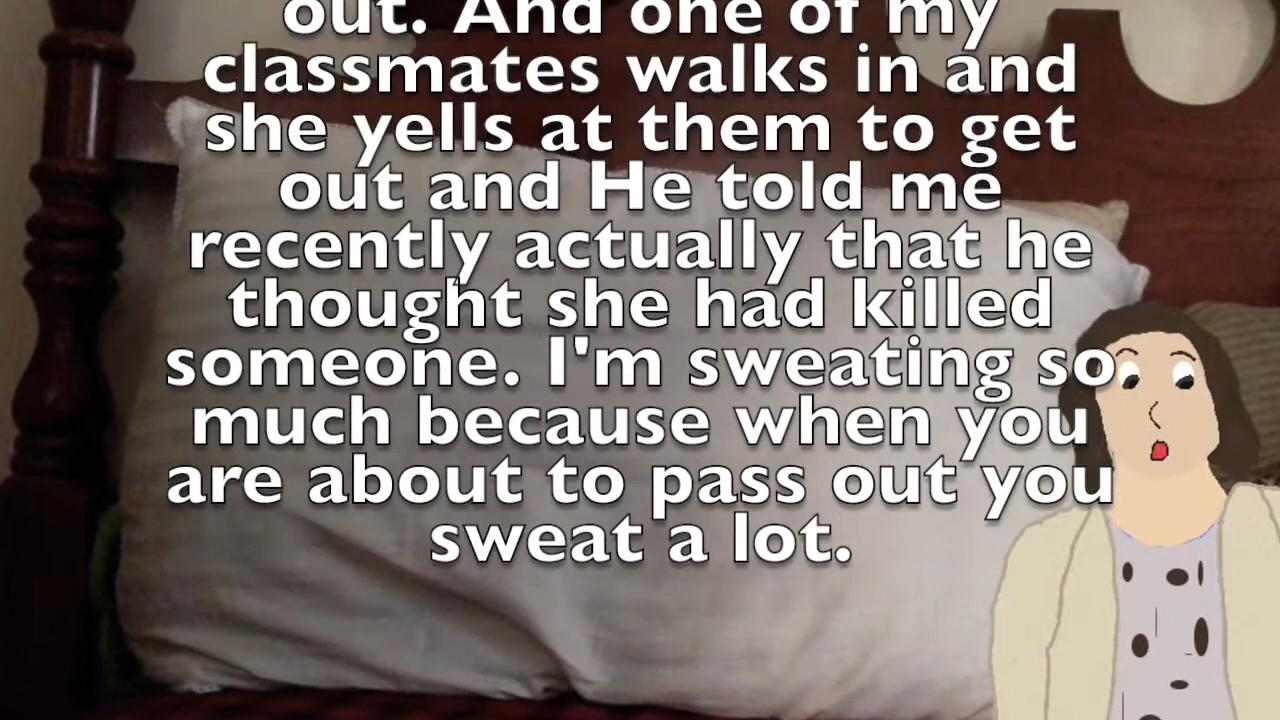 out. And one of my
classmates walks in and
she yells at them to get
out and He told me
recently actually that he
thought she had killed
someone. I'm sweating so
much because when you
are about to pass out you
sweat a lot.